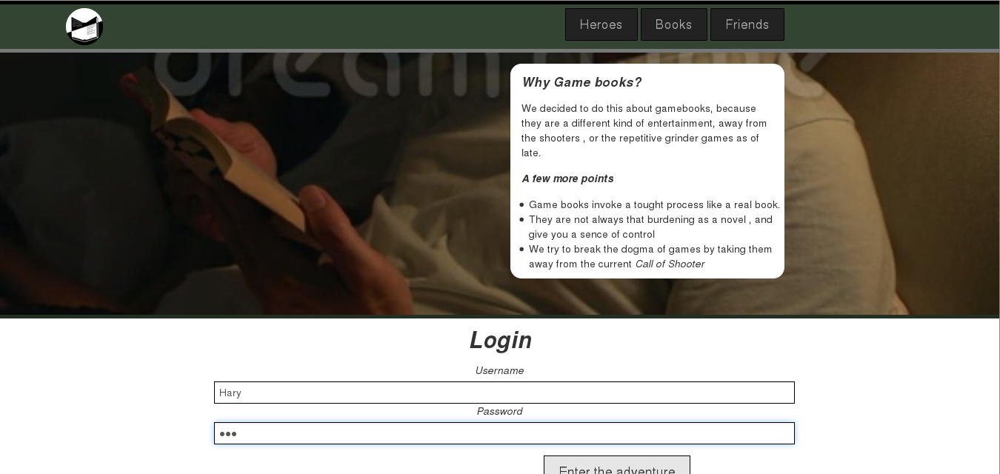 Heroes Books Friends
dreamstime
Why Game books?
We decided to do this about gamebooks, because
they are a different kind of entertainment, away from
the shooters , or the repetitive grinder games as of
late.
A few more points
Game books invoke a tought process like a real book.
They are not always that burdening as a novel , and
give you a sence of control
We try to break the dogma of games by taking them
away from the current Call of Shooter
Login
Username
Hary
Password
•••
Enter the adventure